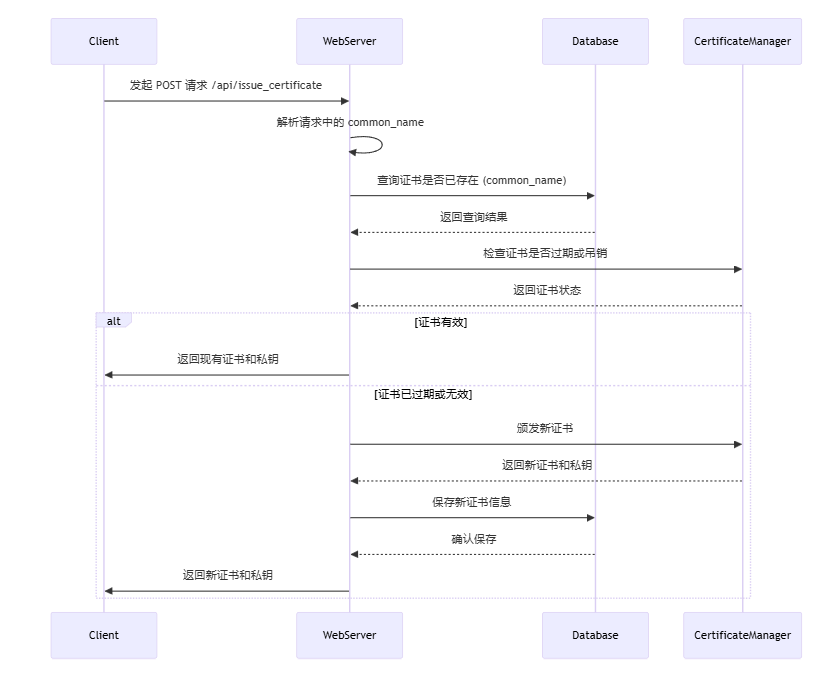 Client WebServer Database CertificateManager
发起 POST 请求 /api/issue_certificate
解析请求中的 common_name
查询证书是否已存在 (common_name)
返回查询结果
检查证书是否过期或吊销
返回证书状态
alt [证书有效]
返回现有证书和私钥
[证书已过期或无效]
颁发新证书
返回新证书和私钥
保存新证书信息
确认保存
返回新证书和私钥
Client WebServer Database CertificateManager